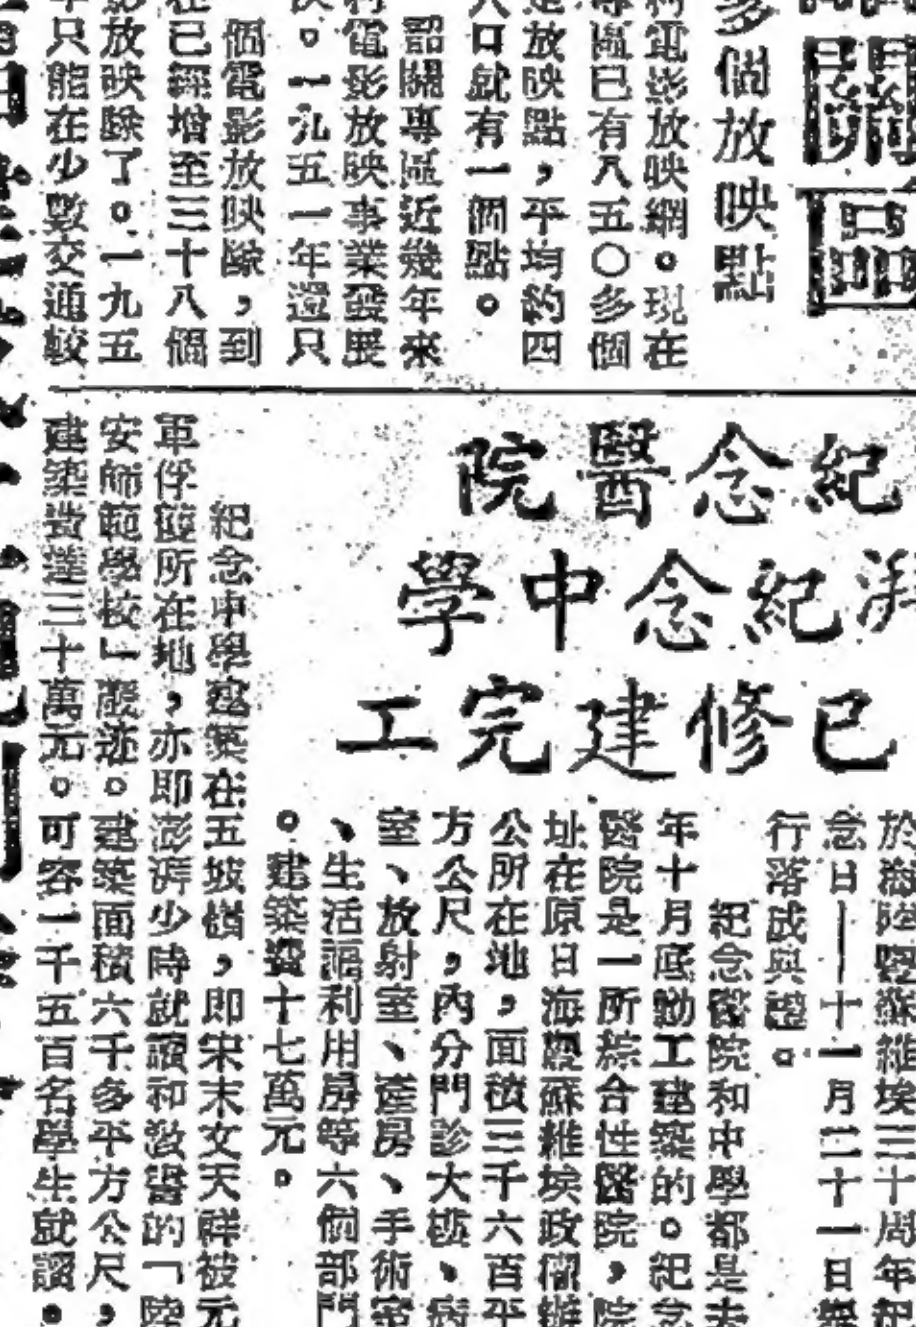 區
多個放映點
電影放映網。現在
專區已有八五〇多個
放映點,平均約四
人口就有一個點。
韶關專區近幾年來
電影放映事業發展
。一九五一年還只
個電影放映隊,到
在已經增至三十八個
放映隊了。一九五
年只能在少數交通較
紀念醫院
湃紀念中學
已修建完工
於海陸豐蘇維埃三十周年紀
念日——十一月二十一日舉
行落成典禮。
紀念醫院和中學都是去
年十月底動工建築的。紀念
醫院是一所綜合性醫院,院
址在原日海豐蘇維埃政府辦
公所在地,面積三千六百平
方公尺,內分門診大樓、病
室、放射室、產房、手術室
、生活福利用房等六個部門
。建築費十七萬元。
紀念中學建築在五坡嶺,即宋末文天祥被元
軍俘獲所在地,亦即澎湃少時就讀和教書的「陸
安師範學校」舊迹。建築面積六千多平方公尺,
建築費達三十萬元。可容一千五百名學生就讀。